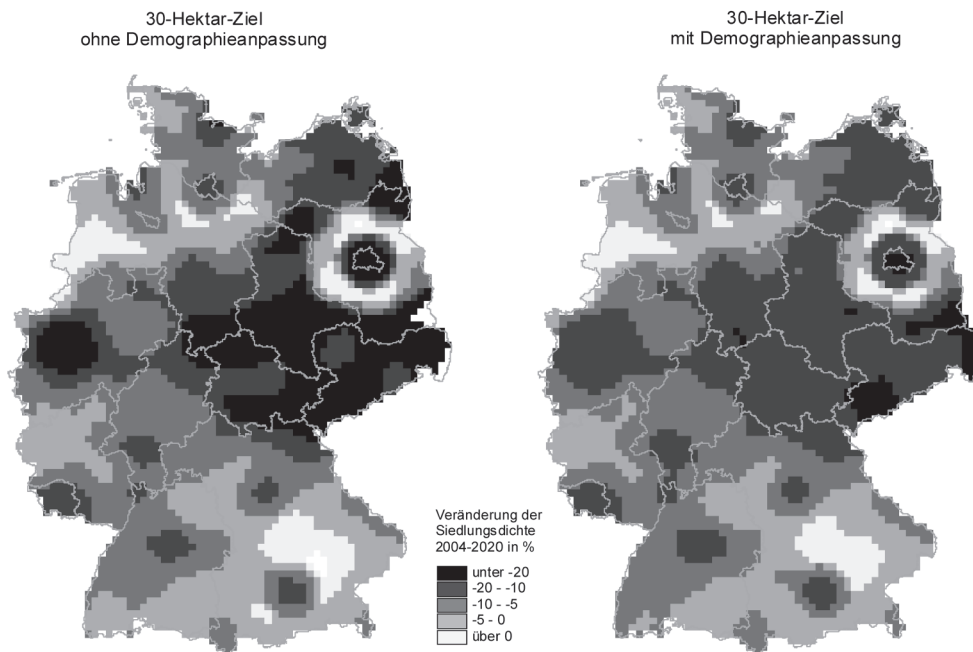 30-Hektar-Ziel
ohne Demographieanpassung
30-Hektar-Ziel
mit Demographieanpassung
Veränderung der
Siedlungsdichte
2004-2020 in %
unter -20
-20 - -10
-10 - -5
-5 - 0
über 0